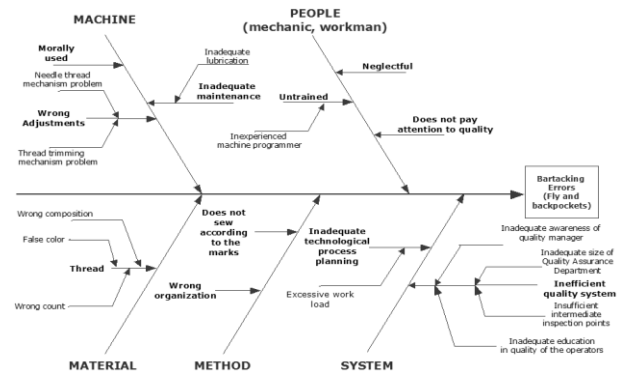 MACHINE
PEOPLE
(mechanic, workman)
Morally
used
Needle thread
mechanism problem
Wrong
Adjustments
Thread trimming
mechanism problem
Inadequate
lubrication
Inadequate
maintenance
Neglectful
Untrained
Inexperienced
machine programmer
Does not pay
attention to quality
Bartacking
Errors
(Fly and
backpockets)
Wrong composition
False color
Thread
Wrong count
Does not
sew
according to
the marks
Wrong
organization
Inadequate
technological
process
planning
Excessive work
load
Inadequate awareness of
quality manager
Inadequate size of
Quality Assurance
Department
Inefficient
quality system
Insufficient
intermediate
inspection points
Inadequate education
in quality of the operators
MATERIAL
METHOD
SYSTEM